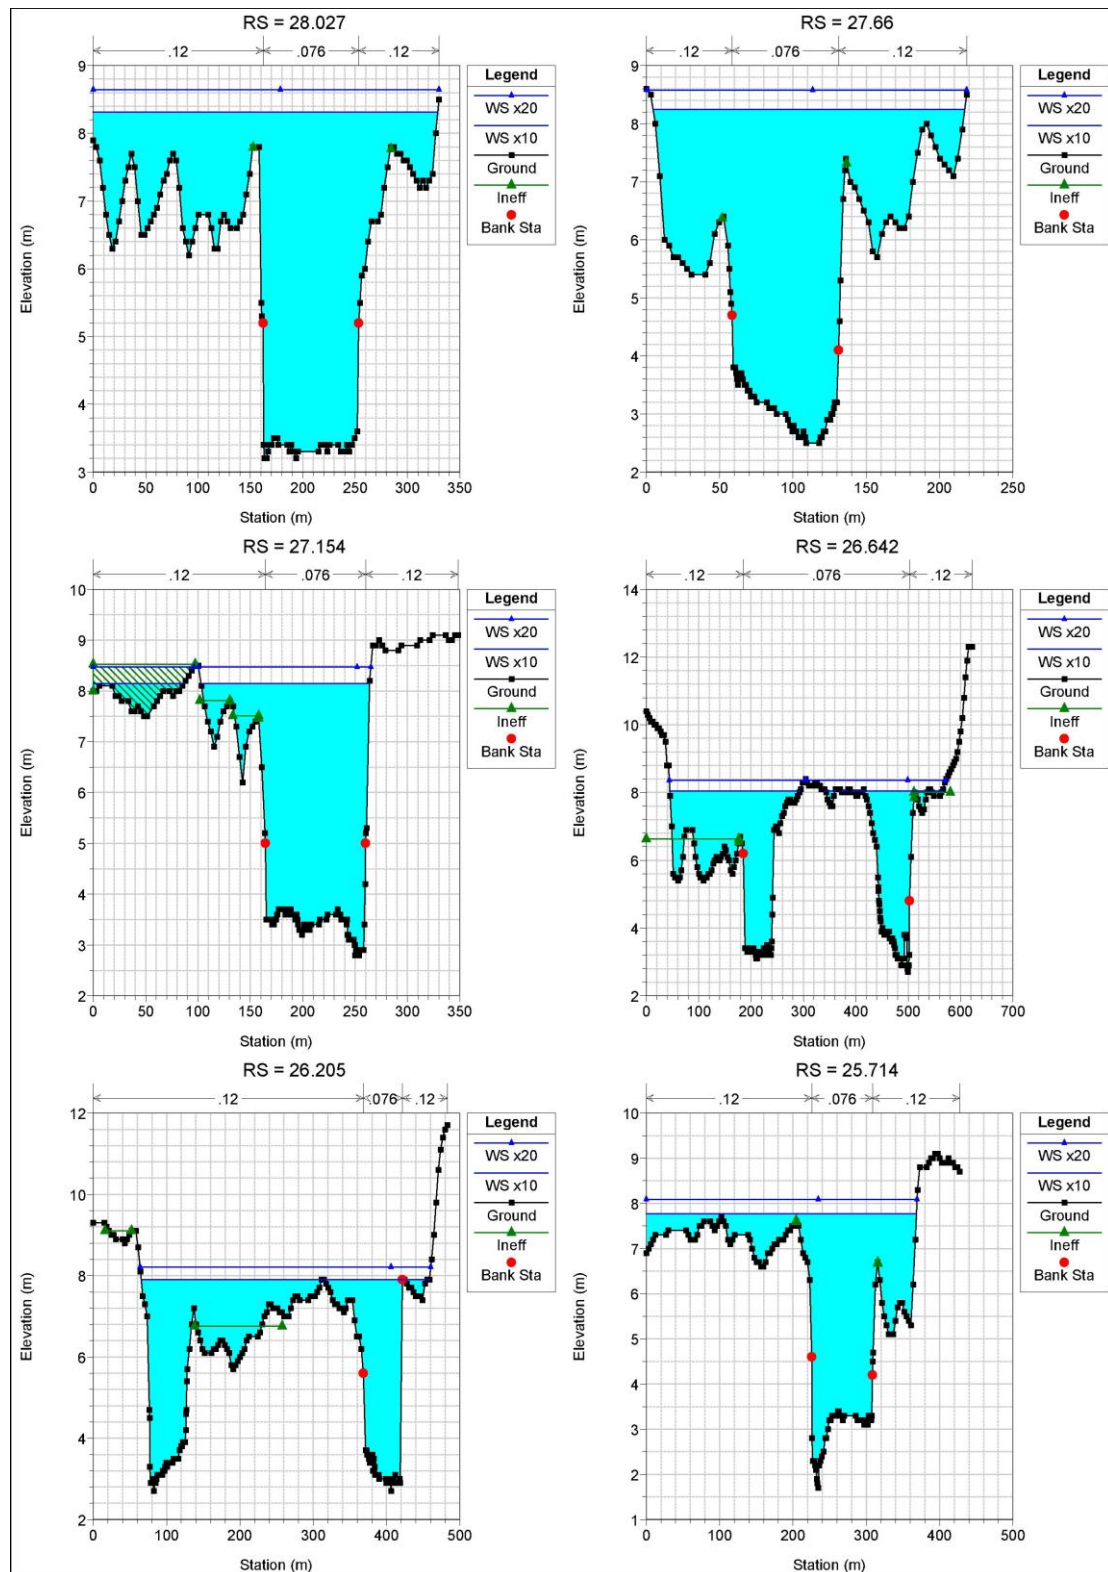 RS = 28.027
.12 .076 .12
9
8
7
6
5
4
3
0 50 100 150 200 250 300 350
Elevation (m)
Station (m)
Legend
WS x20
WS x10
Ground
Ineff
Bank Sta
RS = 27.66
.12 .076 .12
9
8
7
6
5
4
3
2
0 50 100 150 200 250
Elevation (m)
Station (m)
Legend
WS x20
WS x10
Ground
Ineff
Bank Sta
RS = 27.154
.12 .076 .12
10
9
8
7
6
5
4
3
2
0 50 100 150 200 250 300 350
Elevation (m)
Station (m)
Legend
WS x20
WS x10
Ground
Ineff
Bank Sta
RS = 26.642
.12 .076 .12
14
12
10
8
6
4
2
0 100 200 300 400 500 600 700
Elevation (m)
Station (m)
Legend
WS x20
WS x10
Ground
Ineff
Bank Sta
RS = 26.205
.12 .076 .12
12
10
8
6
4
2
0 100 200 300 400 500
Elevation (m)
Station (m)
Legend
WS x20
WS x10
Ground
Ineff
Bank Sta
RS = 25.714
.12 .076 .12
10
9
8
7
6
5
4
3
2
1
0 100 200 300 400 500
Elevation (m)
Station (m)
Legend
WS x20
WS x10
Ground
Ineff
Bank Sta